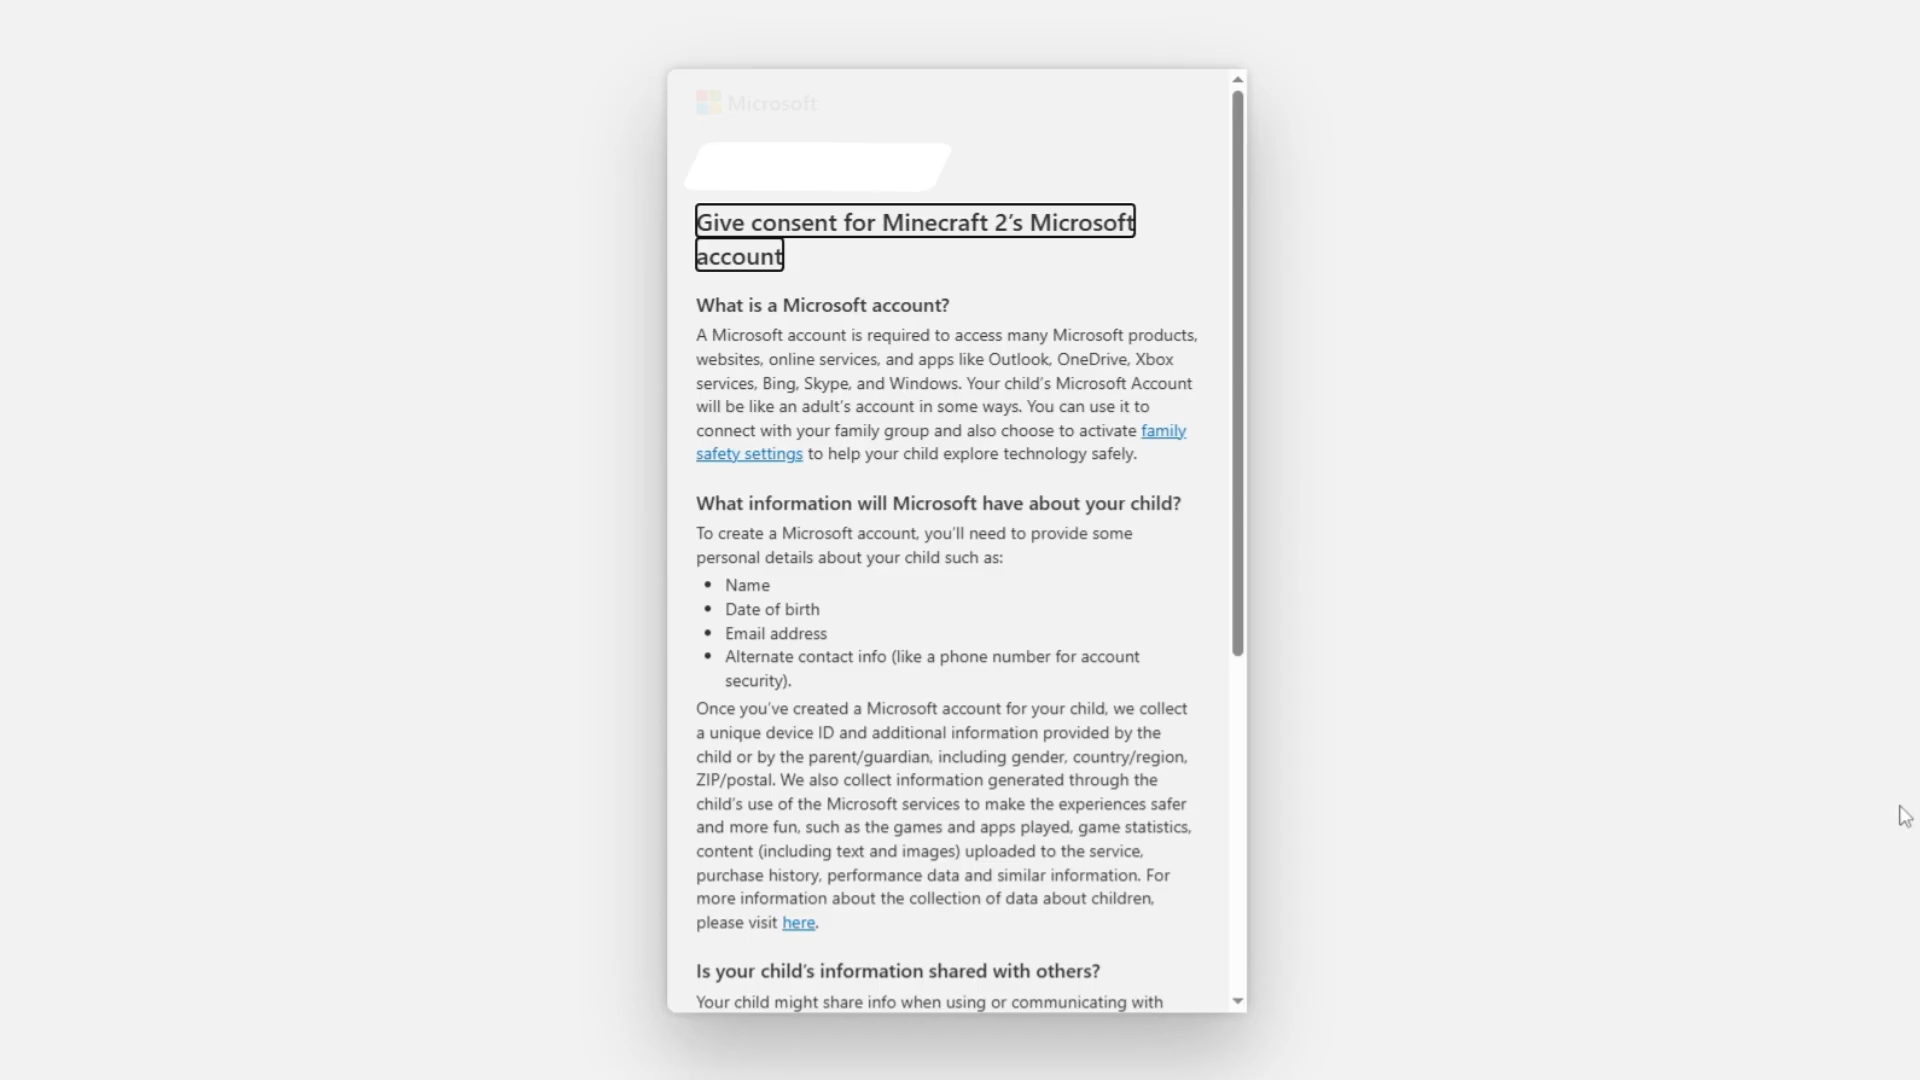 Microsoft
Give consent for Minecraft 2’s Microsoft
account
What is a Microsoft account?
A Microsoft account is required to access many Microsoft products,
websites, online services, and apps like Outlook, OneDrive, Xbox
services, Bing, Skype, and Windows. Your child’s Microsoft Account
will be like an adult’s account in some ways. You can use it to
connect with your family group and also choose to activate family
safety settings to help your child explore technology safely.
What information will Microsoft have about your child?
To create a Microsoft account, you’ll need to provide some
personal details about your child such as:
• Name
• Date of birth
• Email address
• Alternate contact info (like a phone number for account
security).
Once you’ve created a Microsoft account for your child, we collect
a unique device ID and additional information provided by the
child or by the parent/guardian, including gender, country/region,
ZIP/postal. We also collect information generated through the
child’s use of the Microsoft services to make the experiences safer
and more fun, such as the games and apps played, game statistics,
content (including text and images) uploaded to the service,
purchase history, performance data and similar information. For
more information about the collection of data about children,
please visit here.
Is your child’s information shared with others?
Your child might share info when using or communicating with